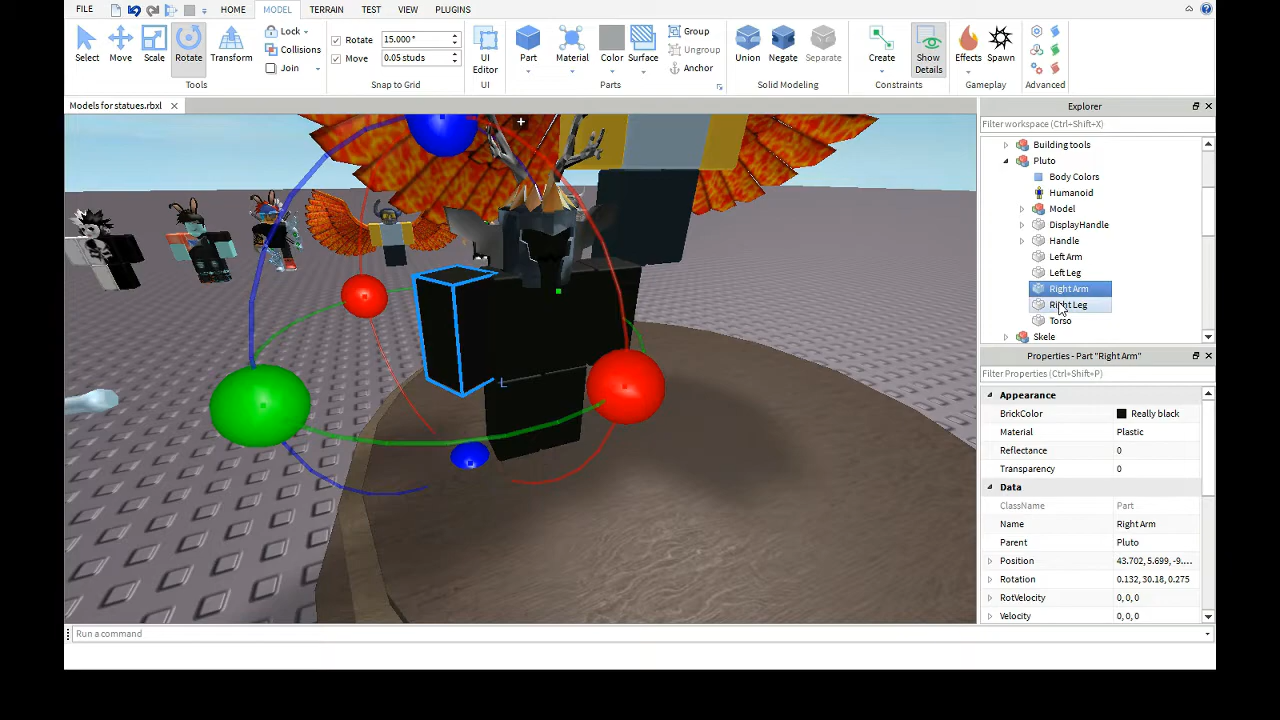 FILE HOME MODEL TERRAIN TEST VIEW PLUGINS
Select Move Scale Rotate Transform
Tools
Lock
Collisions
Join
Rotate 15.000°
Move 0.05 studs
Snap to Grid
UI Editor
UI
Part Material Color Surface
Group
Ungroup
Anchor
Parts
Union Negate Separate
Solid Modeling
Create Show Details
Constraints
Effects Spawn
Gameplay
Advanced
Models for statues.rbxl
Explorer
Filter workspace (Ctrl+Shift+X)
Building tools
Pluto
Body Colors
Humanoid
Model
DisplayHandle
Handle
Left Arm
Left Leg
Right Arm
Right Leg
Torso
Skele
Properties - Part "Right Arm"
Filter Properties (Ctrl+Shift+P)
Appearance
BrickColor Really black
Material Plastic
Reflectance 0
Transparency 0
Data
ClassName Part
Name Right Arm
Parent Pluto
Position 43.702, 5.699, -9....
Rotation 0.132, 30.18, 0.275
RotVelocity 0, 0, 0
Velocity 0, 0, 0
Run a command